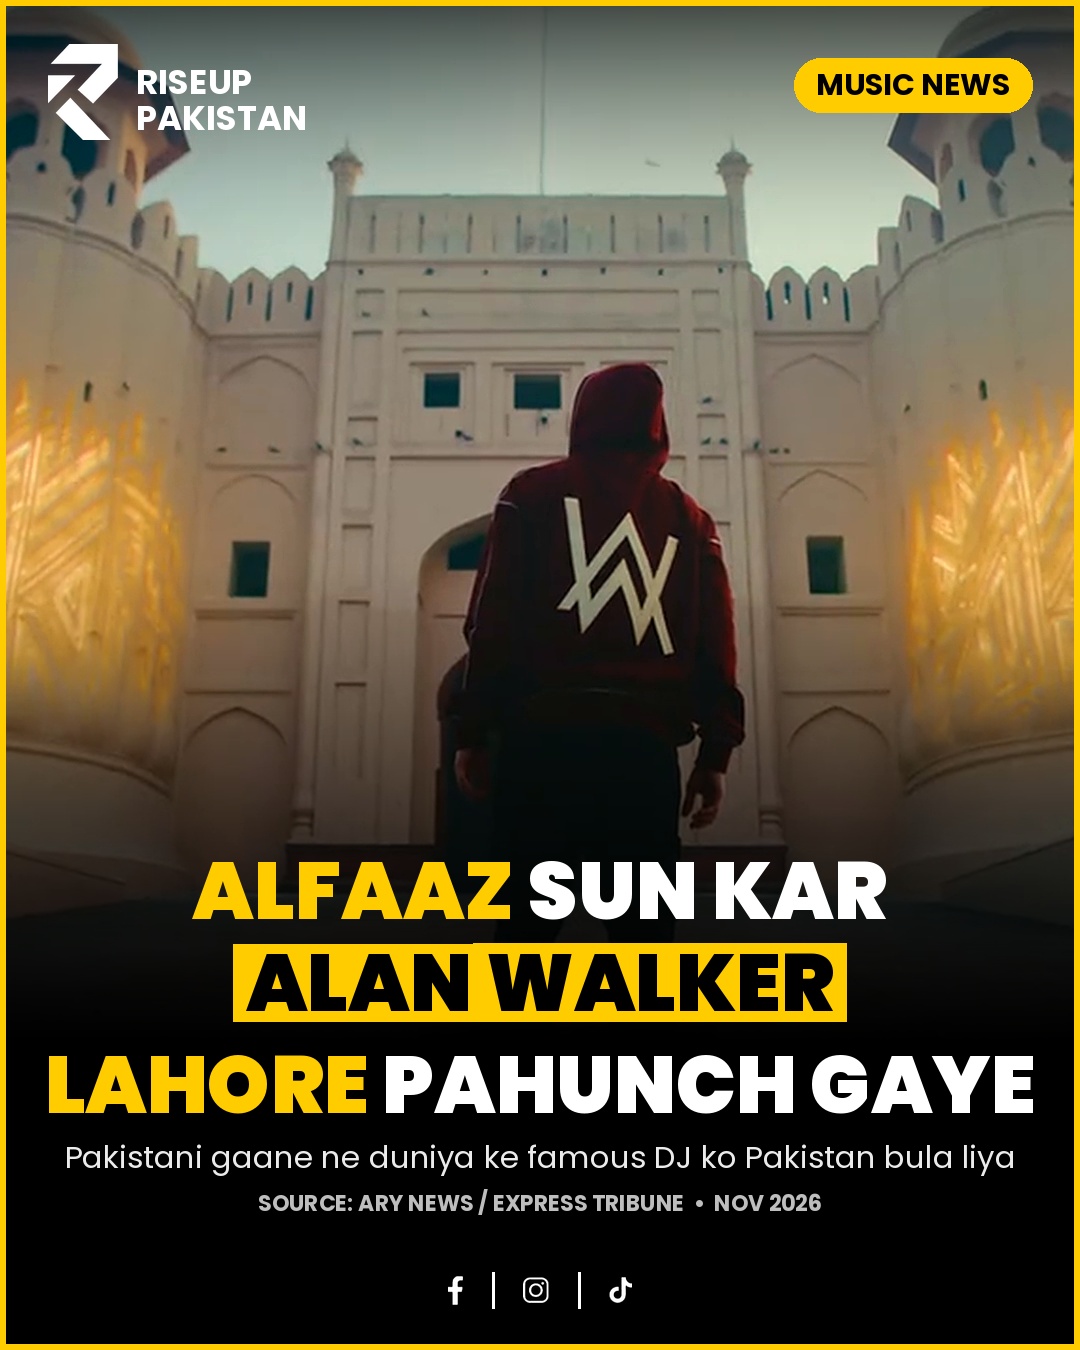 RISEUP
PAKISTAN
MUSIC NEWS
ALFAAZ SUN KAR
ALAN WALKER
LAHORE PAHUNCH GAYE
Pakistani gaane ne duniya ke famous DJ ko Pakistan bula liya
SOURCE: ARY NEWS / EXPRESS TRIBUNE • NOV 2026